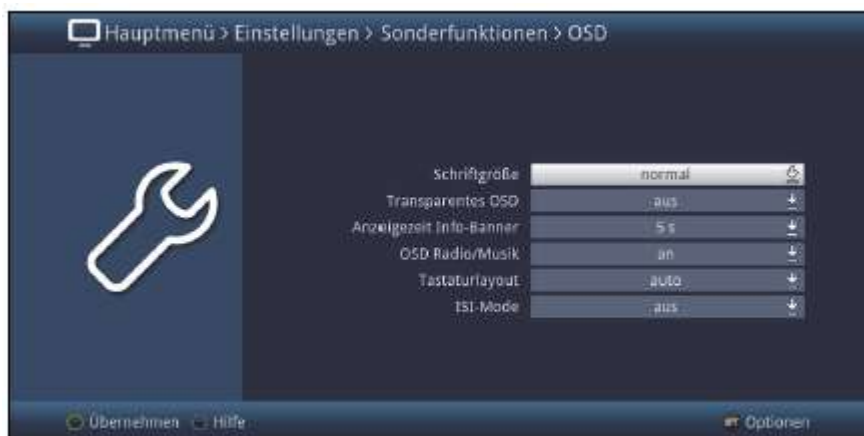 Hauptmenü > Einstellungen > Sonderfunktionen > OSD
Schriftgröße normal
Transparentes OSD aus
Anzeigezeit Info-Banner 5 s
OSD Radio/Musik an
Tastaturlayout auto
ISI-Mode aus
Übernehmen Hilfe Optionen